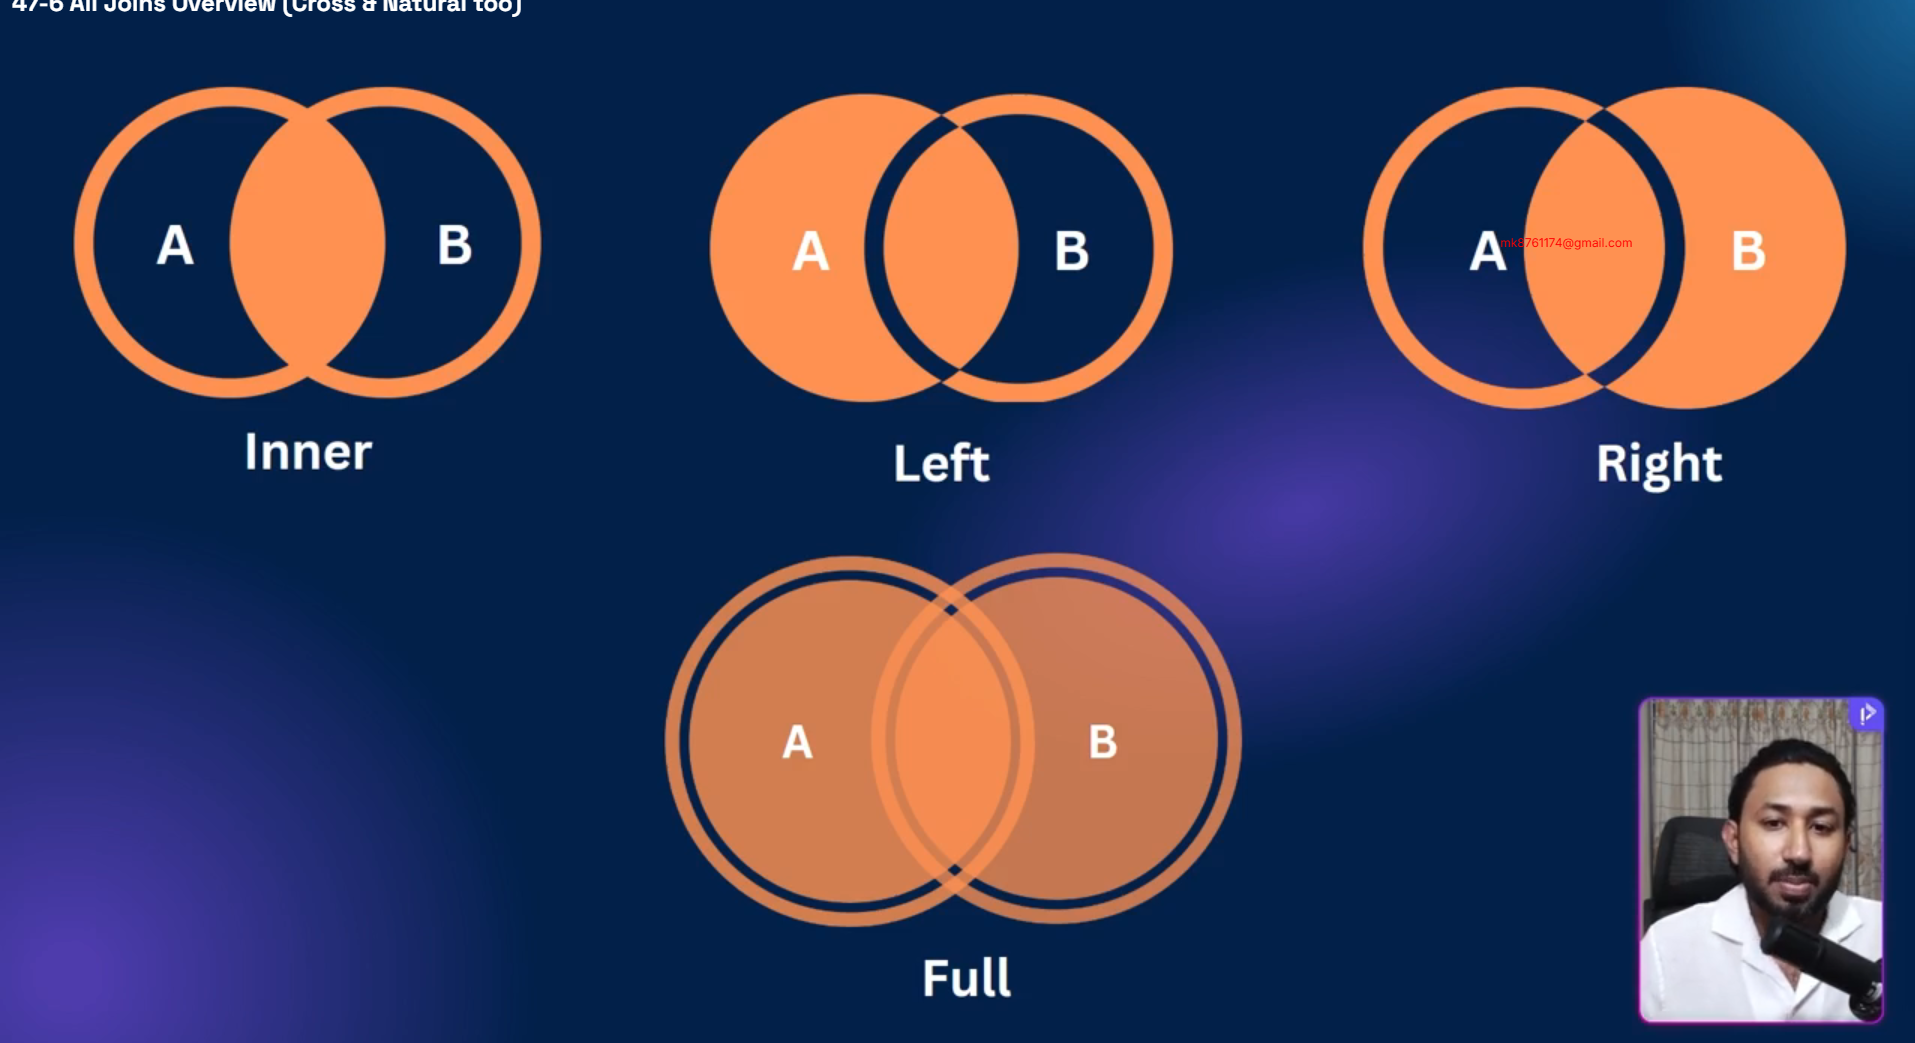 47-6 All Joins Overview (Cross & Natural too)
A B
Inner
A B
Left
A B
mk8761174@gmail.com
Right
A B
Full